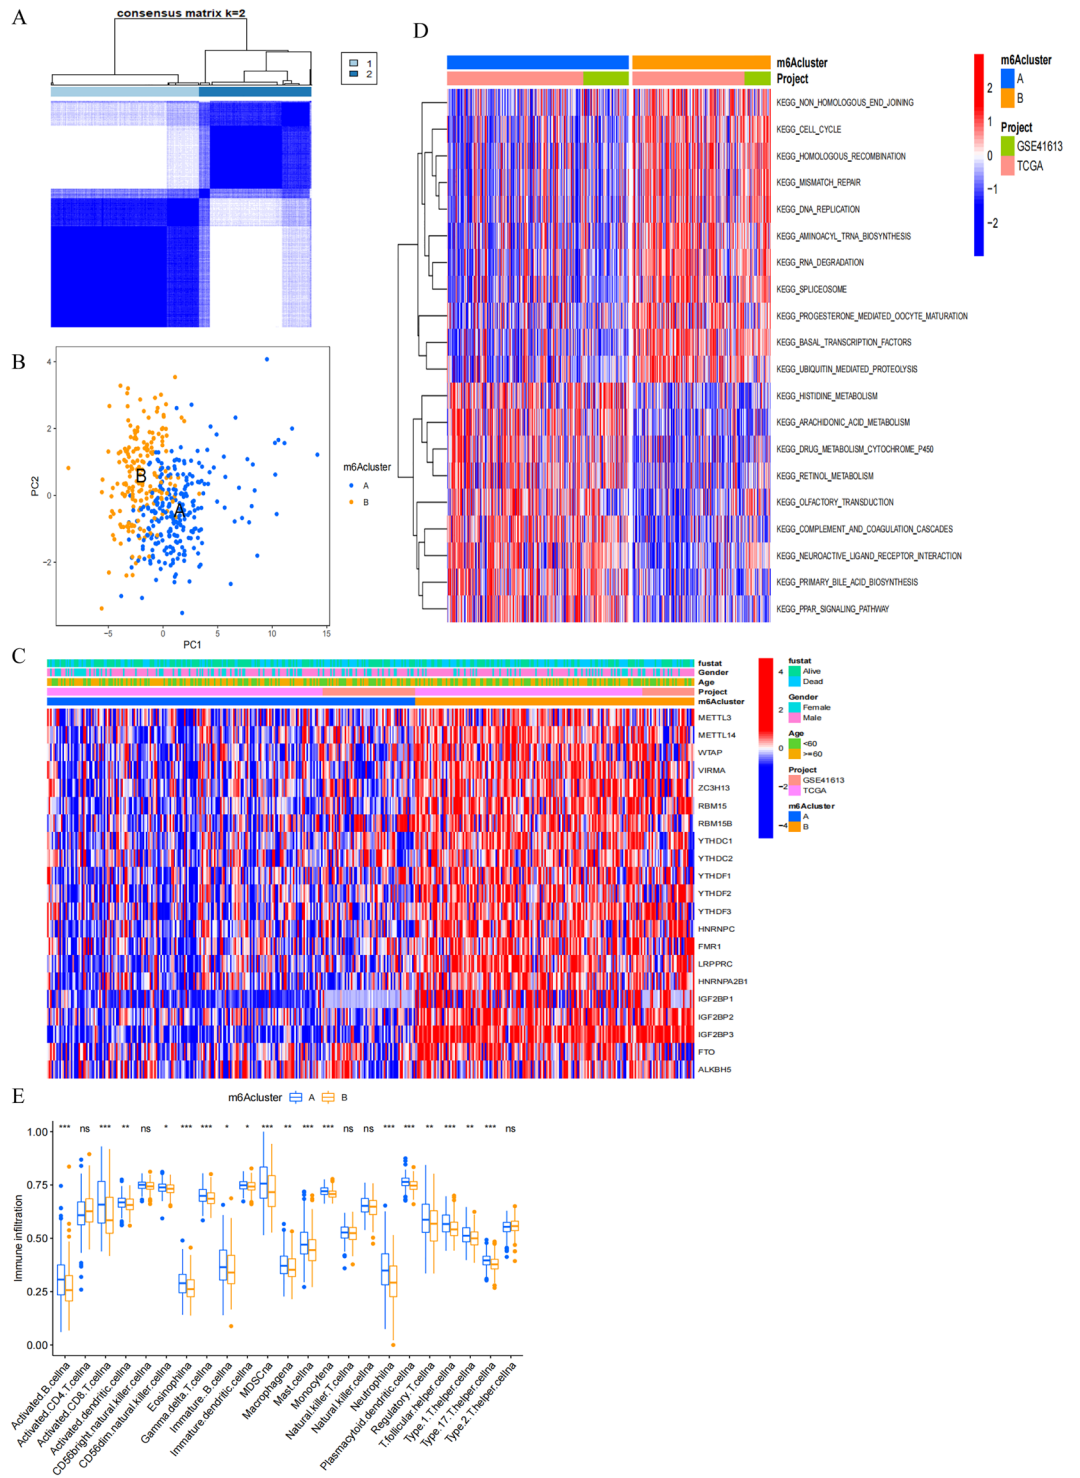 A
consensus matrix k=2
1
2
B
4
2
0
−2
PC2
−5
0
5
10
15
PC1
B
A
m6Acluster
A
B
D
m6Acluster
Project
KEGG_NON_HOMOLOGOUS_END_JOINING
KEGG_CELL_CYCLE
KEGG_HOMOLOGOUS_RECOMBINATION
KEGG_MISMATCH_REPAIR
KEGG_DNA_REPLICATION
KEGG_AMINOACYL_TRNA_BIOSYNTHESIS
KEGG_RNA_DEGRADATION
KEGG_SPLICEOSOME
KEGG_PROGESTERONE_MEDIATED_OOCYTE_MATURATION
KEGG_BASAL_TRANSCRIPTION_FACTORS
KEGG_UBIQUITIN_MEDIATED_PROTEOLYSIS
KEGG_HISTIDINE_METABOLISM
KEGG_ARACHIDONIC_ACID_METABOLISM
KEGG_DRUG_METABOLISM_CYTOCHROME_P450
KEGG_RETINOL_METABOLISM
KEGG_OLFACTORY_TRANSDUCTION
KEGG_COMPLEMENT_AND_COAGULATION_CASCADES
KEGG_NEUROACTIVE_LIGAND_RECEPTOR_INTERACTION
KEGG_PRIMARY_BILE_ACID_BIOSYNTHESIS
KEGG_PPAR_SIGNALING_PATHWAY
2
1
0
−1
−2
m6Acluster
A
B
Project
GSE41613
TCGA
C
fustat
Gender
Age
Project
m6Acluster
METTL3
METTL14
WTAP
VIRMA
ZC3H13
RBM15
RBM15B
YTHDC1
YTHDC2
YTHDF1
YTHDF2
YTHDF3
HNRNPC
FMR1
LRPPRC
HNRNPA2B1
IGF2BP1
IGF2BP2
IGF2BP3
FTO
ALKBH5
4
2
0
−2
−4
fustat
Alive
Dead
Gender
Female
Male
Age
<60
>=60
Project
GSE41613
TCGA
m6Acluster
A
B
E
m6Acluster A B
*** ns *** ** ns * *** *** * * *** ** *** *** ns ns *** *** ** *** ** *** ns
1.00
0.75
0.50
0.25
0.00
Immune infiltration
Activated.B.cellna
Activated.CD4.T.cellna
Activated.CD8.T.cellna
Activated.dendritic.cellna
CD56bright.natural.killer.cellna
CD56dim.natural.killer.cellna
Eosinophilna
Gamma.delta.T.cellna
Immature..B.cellna
Immature.dendritic.cellna
MDSCna
Macrophagena
Mast.cellna
Monocytena
Natural.killer.T.cellna
Natural.killer.cellna
Neutrophilna
Plasmacytoid.dendritic.cellna
Regulatory.T.cellna
T.follicular.helper.cellna
Type.1.T.helper.cellna
Type.17.T.helper.cellna
Type.2.T.helper.cellna